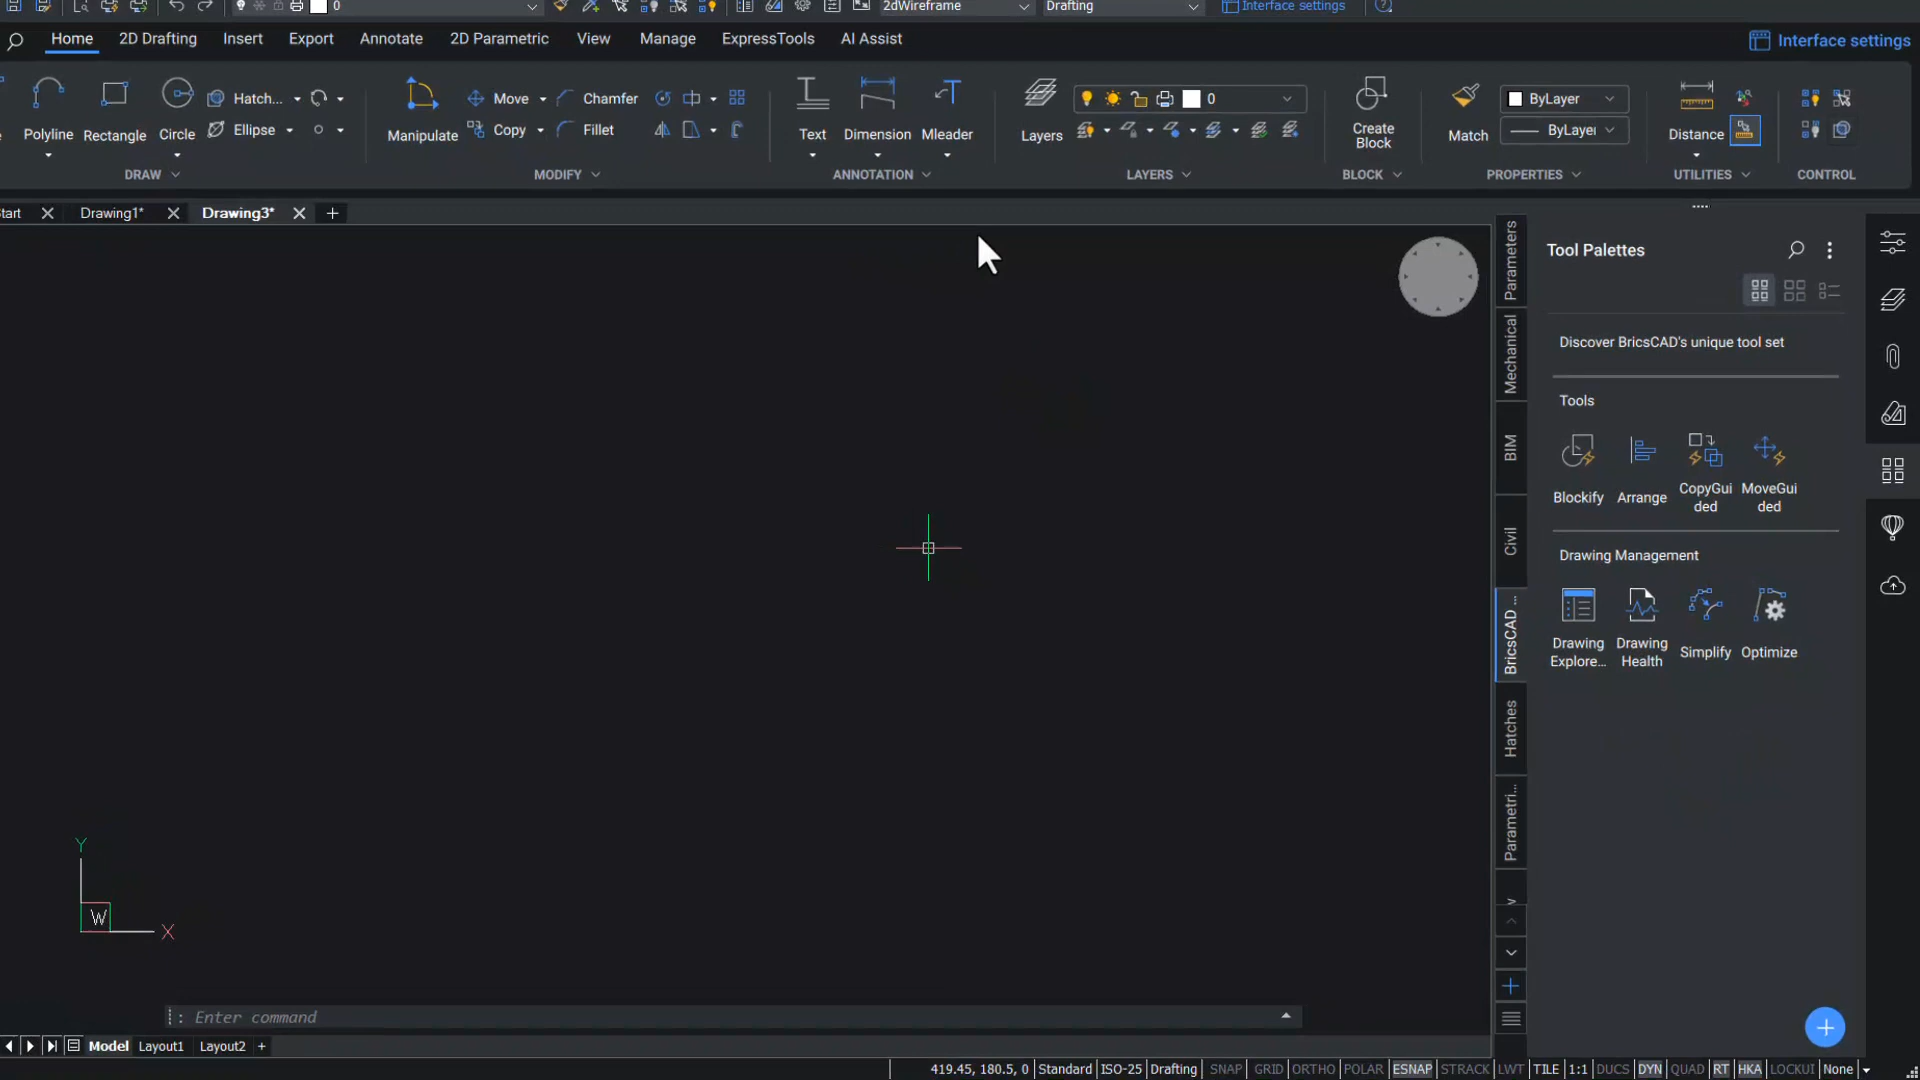 0
2dWireframe
Drafting
Interface settings
Home
2D Drafting
Insert
Export
Annotate
2D Parametric
View
Manage
ExpressTools
AI Assist
Interface settings
Polyline
Rectangle
Circle
Hatch...
Ellipse
DRAW
Manipulate
Move
Copy
Chamfer
Fillet
MODIFY
Text
Dimension
Mleader
ANNOTATION
Layers
0
LAYERS
Create
Block
BLOCK
Match
ByLayer
ByLayer
PROPERTIES
Distance
UTILITIES
CONTROL
tart
Drawing1*
Drawing3*
Tool Palettes
Discover BricsCAD's unique tool set
Tools
Blockify
Arrange
CopyGui
ded
MoveGui
ded
Drawing Management
Drawing
Explore...
Drawing
Health
Simplify
Optimize
Parameters
Mechanical
BIM
Civil
BricsCAD ...
Hatches
Parametri...
Y
W
X
: Enter command
Model
Layout1
Layout2
419.45, 180.5, 0
Standard
ISO-25
Drafting
SNAP
GRID
ORTHO
POLAR
ESNAP
STRACK
LWT
TILE
1:1
DUCS
DYN
QUAD
RT
HKA
LOCKUI
None